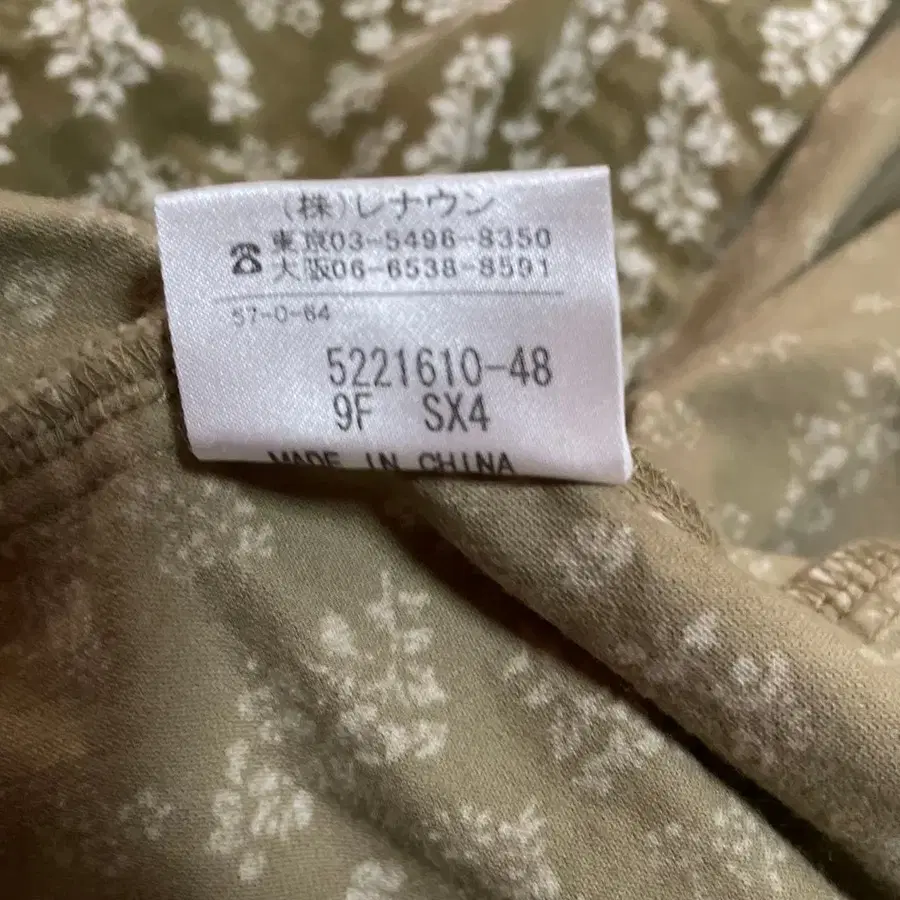 (株)レナウン
☎ 東京03-5496-8350
大阪06-6538-8591
57-0-64
5221610-48
9F SX4
MADE IN CHINA